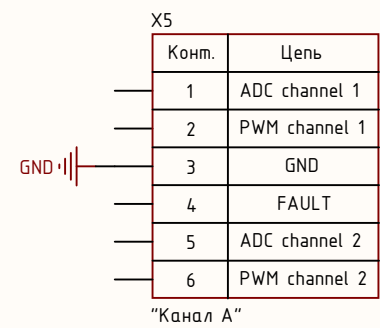 X5
Конт. Цепь
1 ADC channel 1
2 PWM channel 1
GND 3 GND
4 FAULT
5 ADC channel 2
6 PWM channel 2
"Канал А"